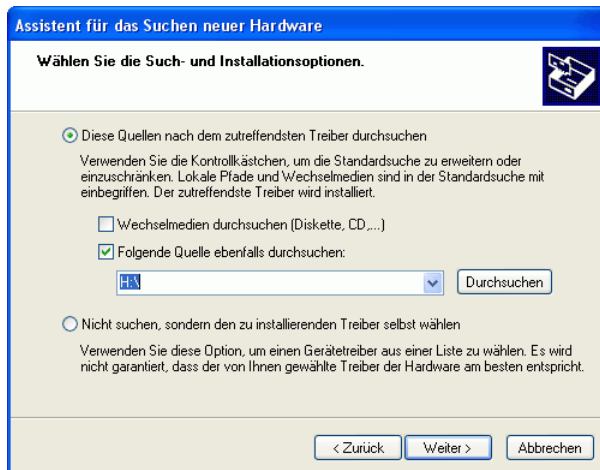 Assistent für das Suchen neuer Hardware
Wählen Sie die Such- und Installationsoptionen.
Diese Quellen nach dem zutreffendsten Treiber durchsuchen
Verwenden Sie die Kontrollkästchen, um die Standardsuche zu erweitern oder
einzuschränken. Lokale Pfade und Wechselmedien sind in der Standardsuche mit
einbegriffen. Der zutreffendste Treiber wird installiert.
Wechselmedien durchsuchen (Diskette, CD,...)
Folgende Quelle ebenfalls durchsuchen:
H:\
Durchsuchen
Nicht suchen, sondern den zu installierenden Treiber selbst wählen
Verwenden Sie diese Option, um einen Gerätetreiber aus einer Liste zu wählen. Es wird
nicht garantiert, dass der von Ihnen gewählte Treiber der Hardware am besten entspricht.
< Zurück Weiter > Abbrechen